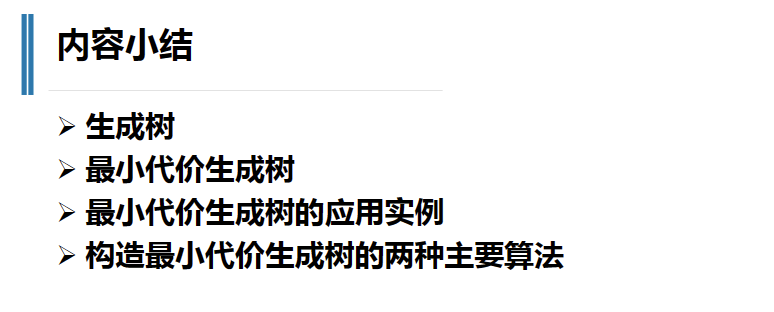 内容小结
➢ 生成树
➢ 最小代价生成树
➢ 最小代价生成树的应用实例
➢ 构造最小代价生成树的两种主要算法